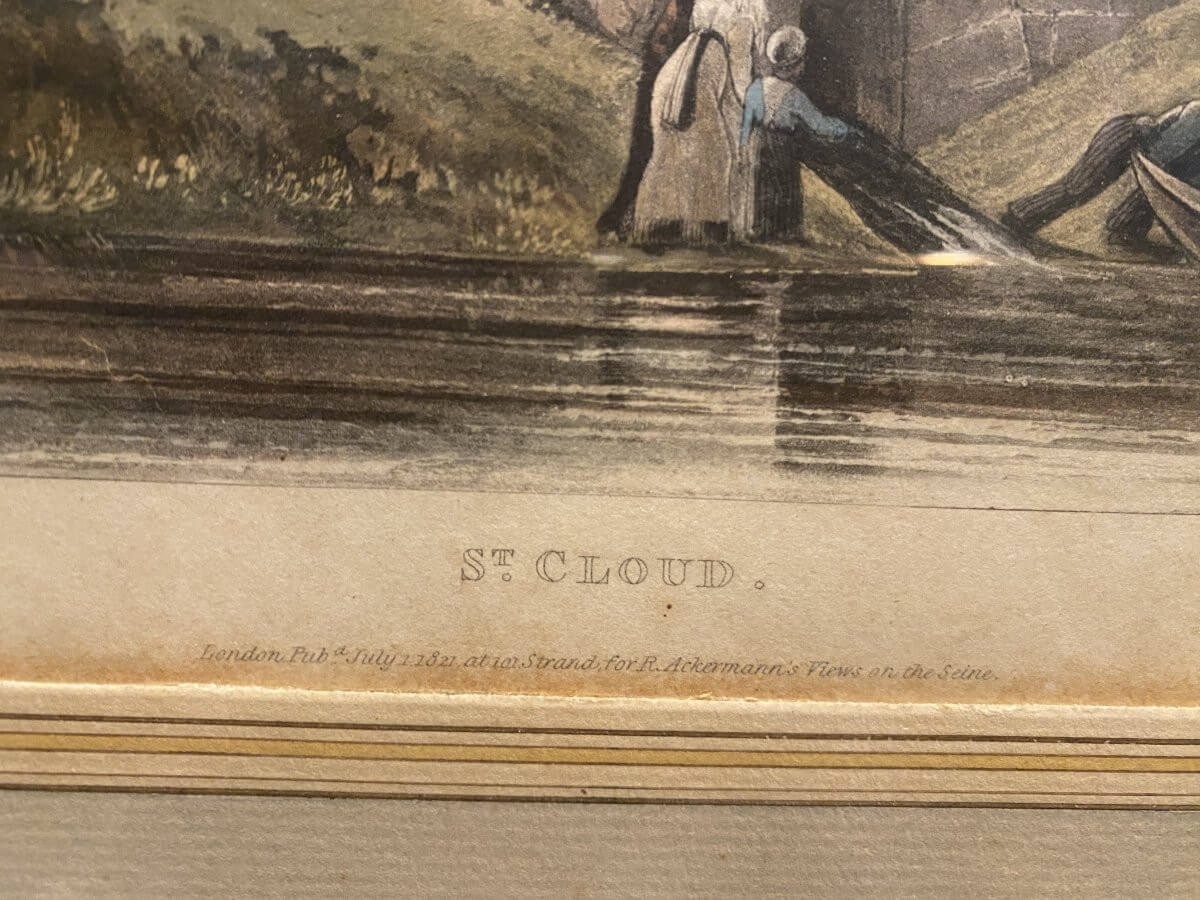 ST. CLOUD.
London, Pubd. July 1. 1821, at 101 Strand, for R. Ackermann's Views on the Seine.